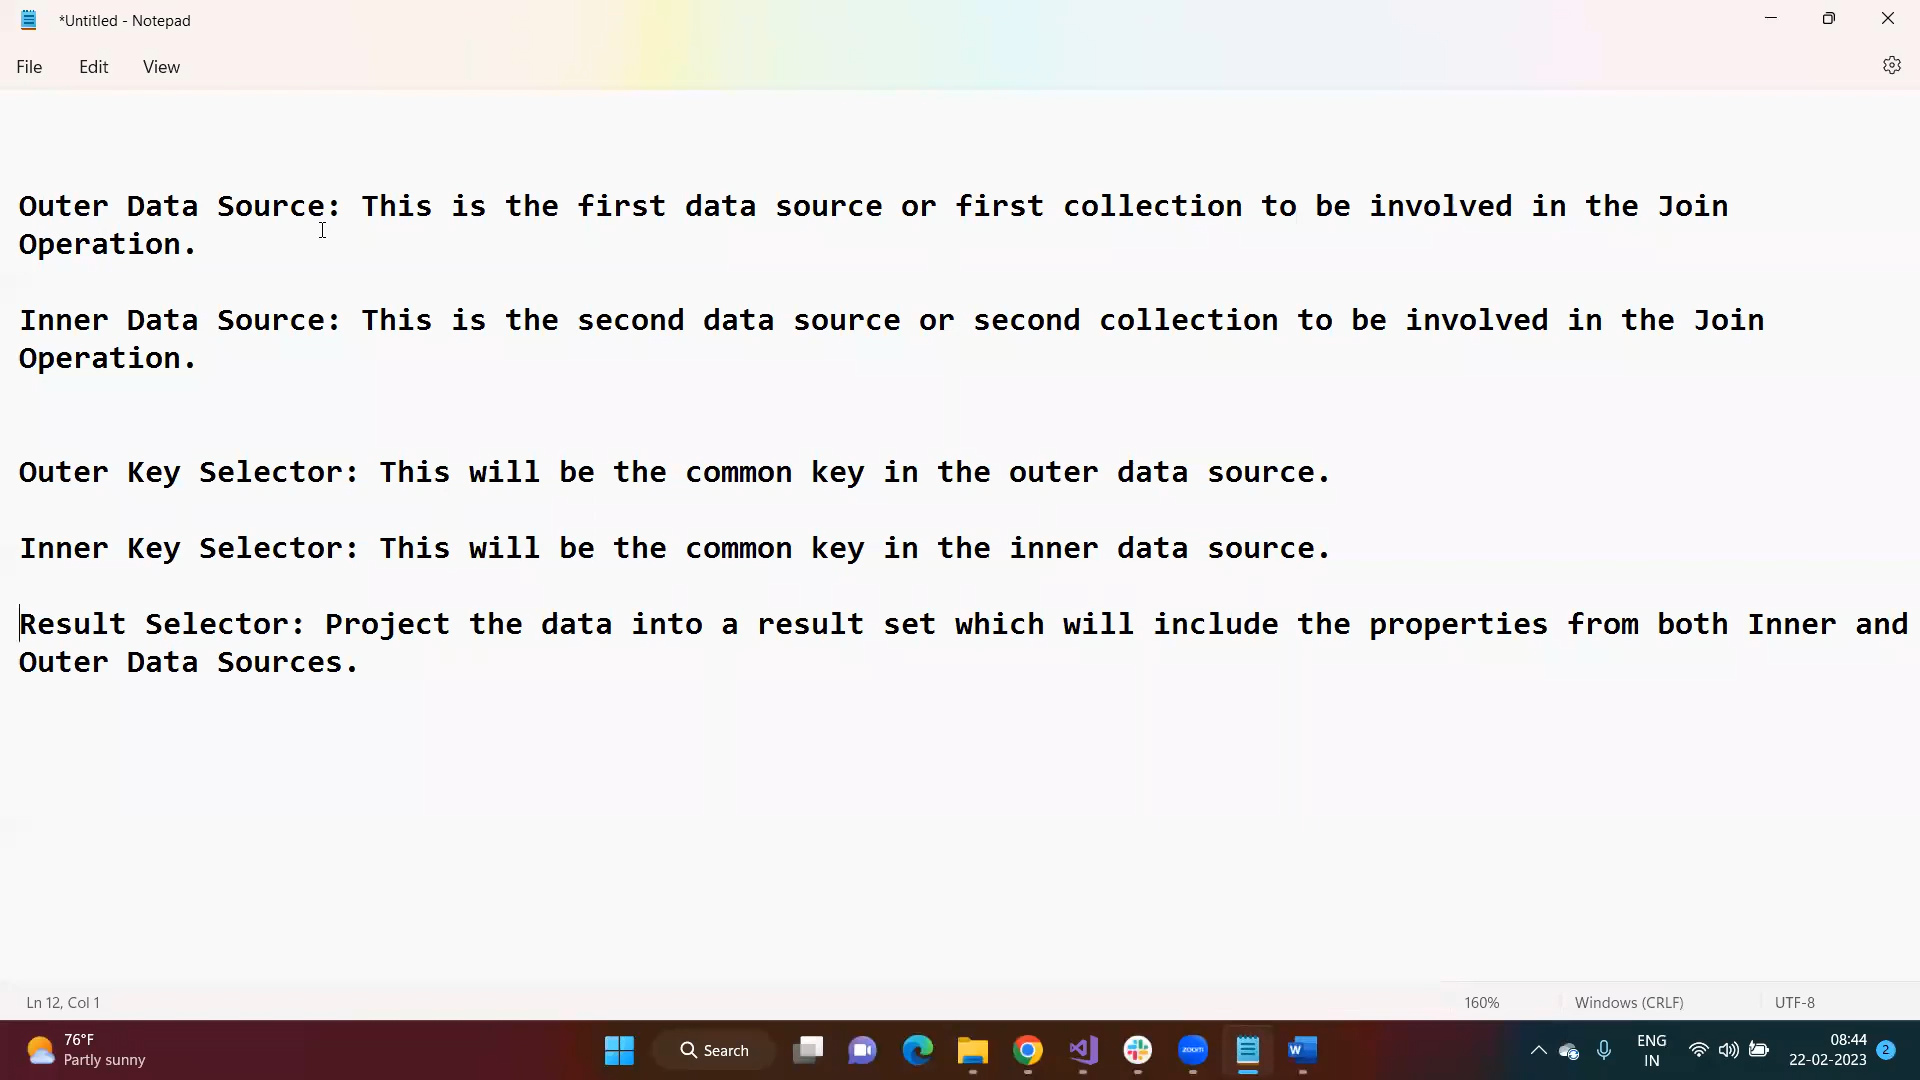 *Untitled - Notepad
File Edit View
Outer Data Source: This is the first data source or first collection to be involved in the Join
Operation.
Inner Data Source: This is the second data source or second collection to be involved in the Join
Operation.
Outer Key Selector: This will be the common key in the outer data source.
Inner Key Selector: This will be the common key in the inner data source.
Result Selector: Project the data into a result set which will include the properties from both Inner and
Outer Data Sources.
Ln 12, Col 1 160% Windows (CRLF) UTF-8
76°F
Partly sunny
Search
zoom
W
ENG
IN
08:44
22-02-2023
2